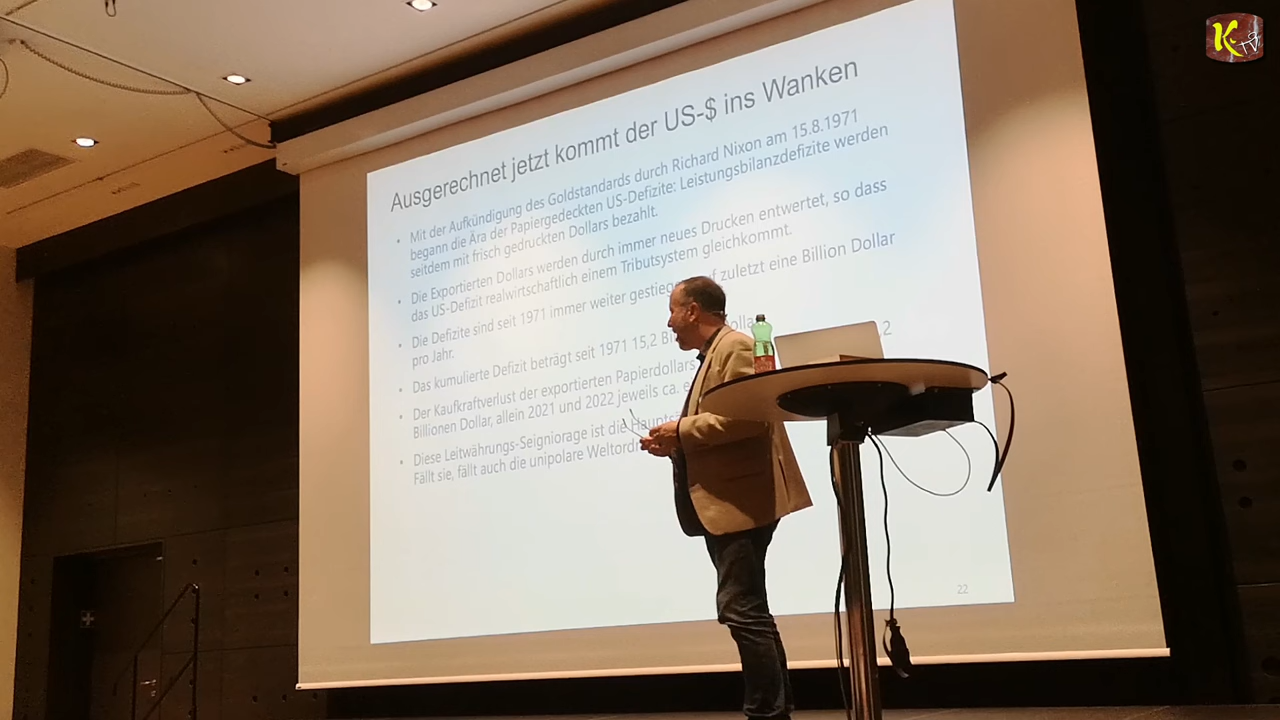 Ausgerechnet jetzt kommt der US-$ ins Wanken
• Mit der Aufkündigung des Goldstandards durch Richard Nixon am 15.8.1971
begann die Ära der Papiergedeckten US-Defizite: Leistungsbilanzdefizite werden
seitdem mit frisch gedruckten Dollars bezahlt.
• Die Exportierten Dollars werden durch immer neues Drucken entwertet, so dass
das US-Defizit realwirtschaftlich einem Tributsystem gleichkommt.
• Die Defizite sind seit 1971 immer weiter zuletzt eine Billion Dollar
pro Jahr.
• Das kumulierte Defizit beträgt seit 1971 15,2
• Der Kaufkraftverlust der exportierten Papierdollars
Billionen Dollar, allein 2021 und 2022 jeweils ca.
• Diese Leitwährungs-Seigniorage ist die
Fällt sie, fällt auch die unipolare
22
K TV